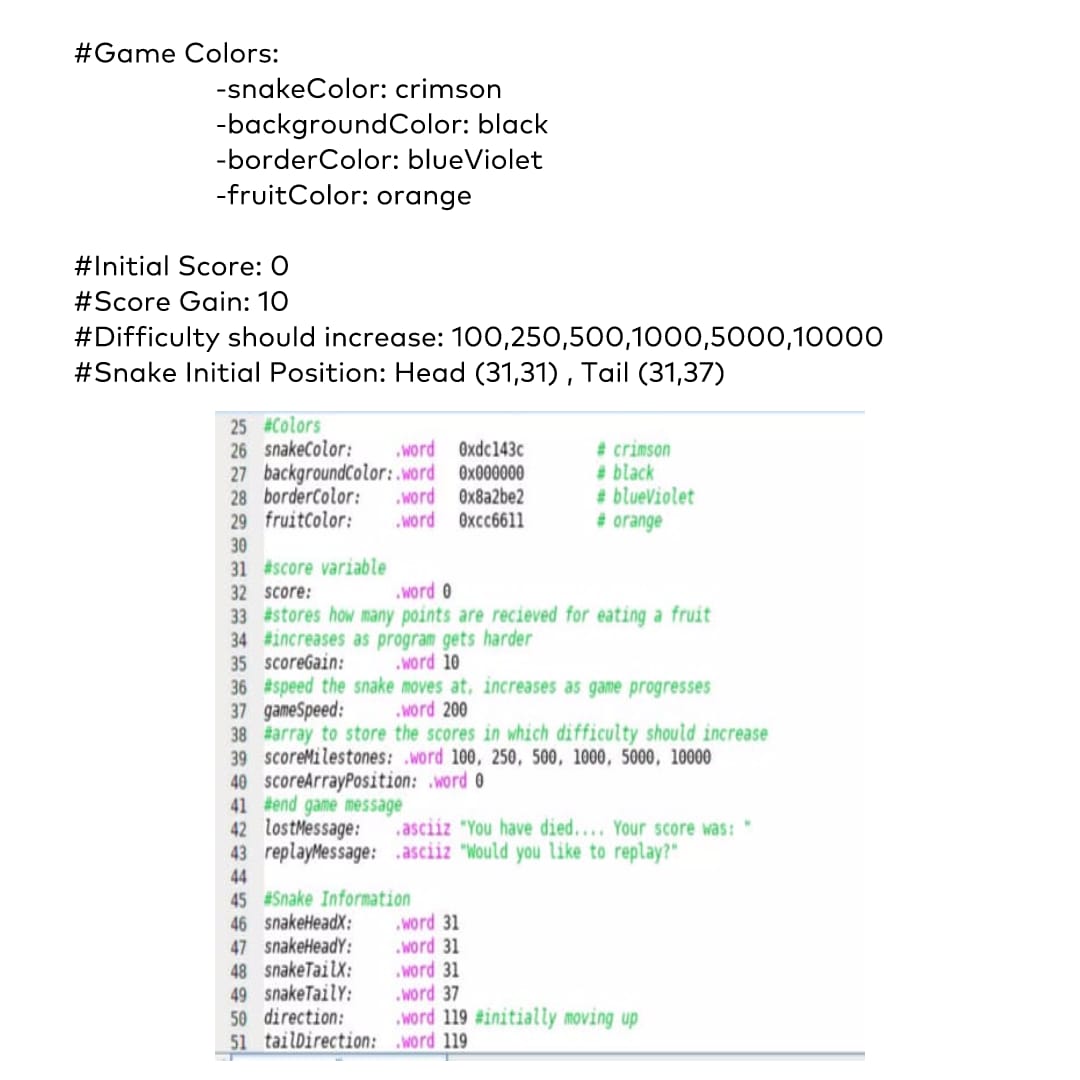 #Game Colors:
-snakeColor: crimson
-backgroundColor: black
-borderColor: blueViolet
-fruitColor: orange
#Initial Score: 0
#Score Gain: 10
#Difficulty should increase: 100,250,500,1000,5000,10000
#Snake Initial Position: Head (31,31) , Tail (31,37)
25 #Colors
26 snakeColor: .word 0xdc143c # crimson
27 backgroundColor:.word 0x000000 # black
28 borderColor: .word 0x8a2be2 # blueViolet
29 fruitColor: .word 0xcc6611 # orange
30
31 #score variable
32 score: .word 0
33 #stores how many points are recieved for eating a fruit
34 #increases as program gets harder
35 scoreGain: .word 10
36 #speed the snake moves at, increases as game progresses
37 gameSpeed: .word 200
38 #array to store the scores in which difficulty should increase
39 scoreMilestones: .word 100, 250, 500, 1000, 5000, 10000
40 scoreArrayPosition: .word 0
41 #end game message
42 lostMessage: .asciiz "You have died.... Your score was: "
43 replayMessage: .asciiz "Would you like to replay?"
44
45 #Snake Information
46 snakeHeadX: .word 31
47 snakeHeadY: .word 31
48 snakeTailX: .word 31
49 snakeTailY: .word 37
50 direction: .word 119 #initially moving up
51 tailDirection: .word 119